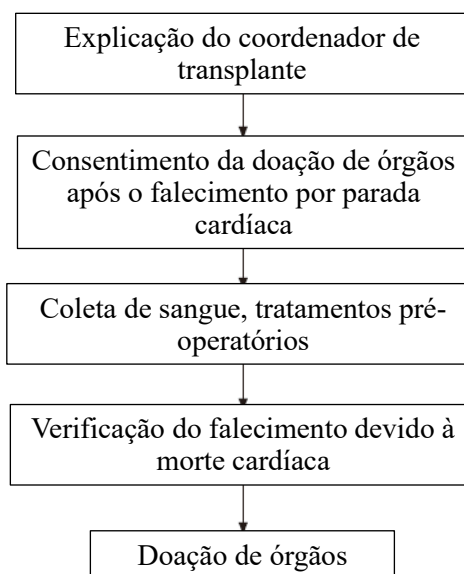 Explicação do coordenador de
transplante
Consentimento da doação de órgãos
após o falecimento por parada
cardíaca
Coleta de sangue, tratamentos pré-
operatórios
Verificação do falecimento devido à
morte cardíaca
Doação de órgãos